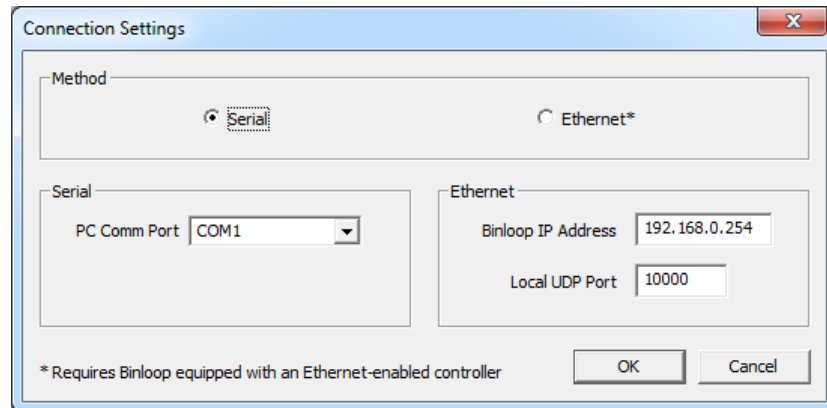 Connection Settings
Method
Serial
Ethernet*
Serial
PC Comm Port COM1
Ethernet
Binloop IP Address 192.168.0.254
Local UDP Port 10000
* Requires Binloop equipped with an Ethernet-enabled controller
OK
Cancel